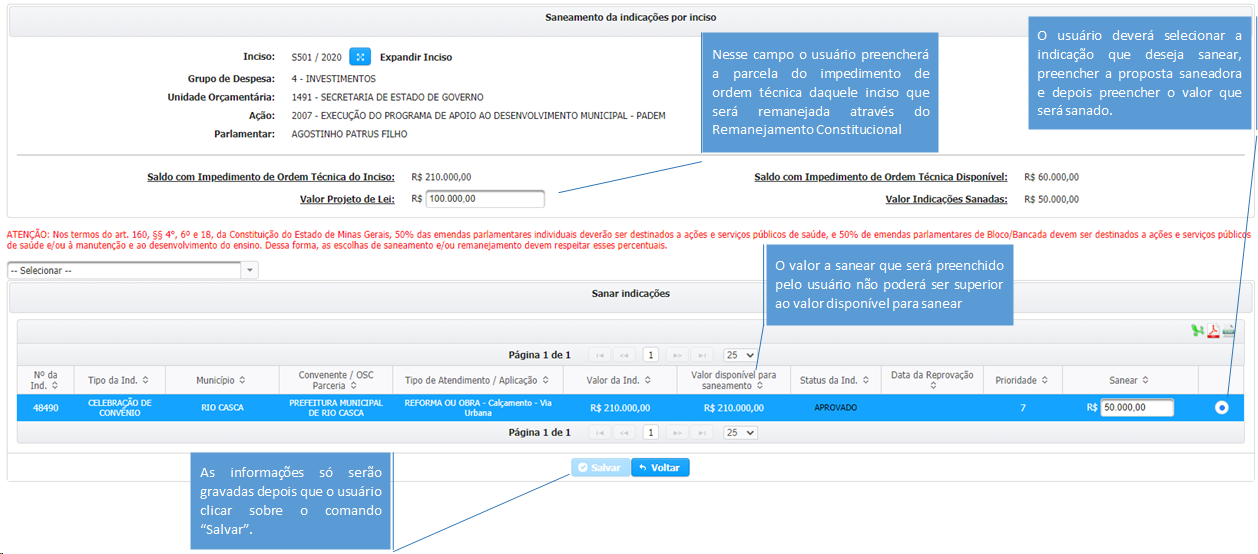 Saneamento da indicações por inciso
Inciso: S501 / 2020 Expandir Inciso
Grupo de Despesa: 4 - INVESTIMENTOS
Unidade Orçamentária: 1491 - SECRETARIA DE ESTADO DE GOVERNO
Ação: 2007 - EXECUÇÃO DO PROGRAMA DE APOIO AO DESENVOLVIMENTO MUNICIPAL - PADEM
Parlamentar: AGOSTINHO PATRUS FILHO
Nesse campo o usuário preencherá
a parcela do impedimento de
ordem técnica daquele inciso que
será remanejada através do
Remanejamento Constitucional
O usuário deverá selecionar a
indicação que deseja sanear,
preencher a proposta saneadora
e depois preencher o valor que
será sanado.
Saldo com Impedimento de Ordem Técnica do Inciso: R$ 210.000,00
Saldo com Impedimento de Ordem Técnica Disponível: R$ 60.000,00
Valor Projeto de Lei: R$ 100.000,00
Valor Indicações Sanadas: R$ 50.000,00
ATENÇÃO: Nos termos do art. 160, §§ 4°, 6º e 18, da Constituição do Estado de Minas Gerais, 50% das emendas parlamentares individuais deverão ser destinados a ações e serviços públicos de saúde, e 50% de emendas parlamentares de Bloco/Bancada devem ser destinados a ações e serviços públicos
de saúde e/ou à manutenção e ao desenvolvimento do ensino. Dessa forma, as escolhas de saneamento e/ou remanejamento devem respeitar esses percentuais.
-- Selecionar --
O valor a sanear que será preenchido
pelo usuário não poderá ser superior
ao valor disponível para sanear
Sanar indicações
Página 1 de 1 1 25
Nº da
Ind.
Tipo da Ind.
Município
Convenente / OSC
Parceria
Tipo de Atendimento / Aplicação
Valor da Ind.
Valor disponível para
saneamento
Status da Ind.
Data da Reprovação
Prioridade
Sanear
48490
CELEBRAÇÃO DE
CONVÊNIO
RIO CASCA
PREFEITURA MUNICIPAL
DE RIO CASCA
REFORMA OU OBRA - Calçamento - Via
Urbana
R$ 210.000,00
R$ 210.000,00
APROVADO
7
R$ 50.000,00
Página 1 de 1 1 25
Salvar Voltar
As informações só serão
gravadas depois que o usuário
clicar sobre o comando
“Salvar”.